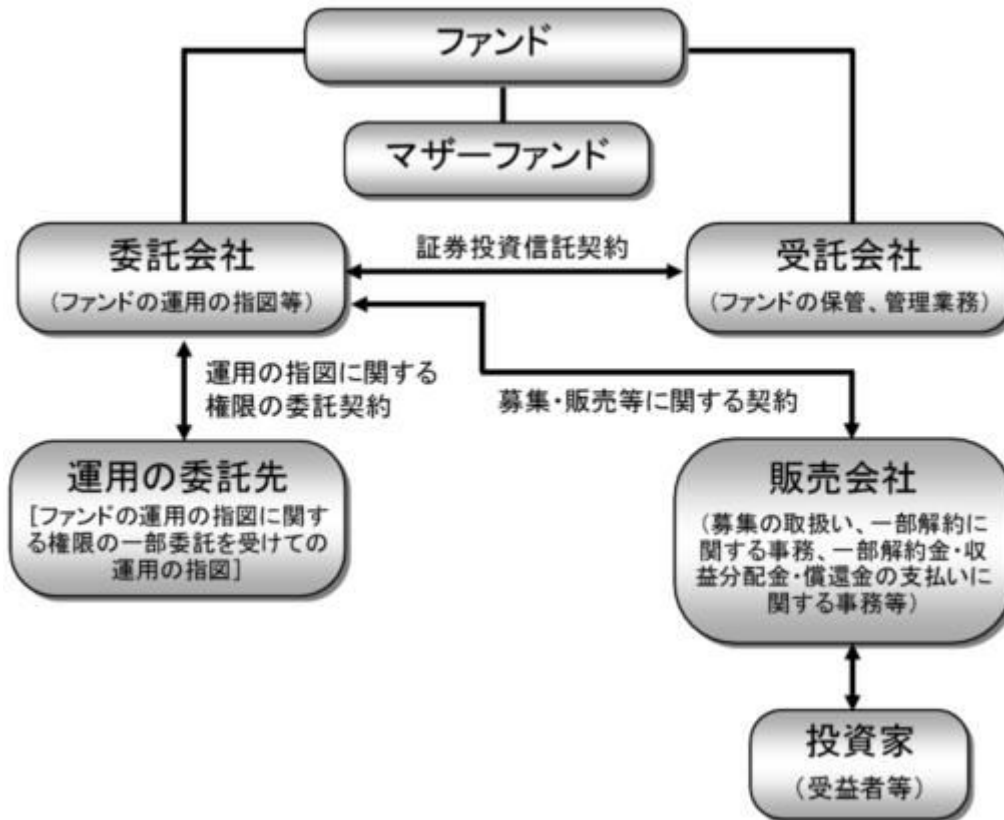 ファンド
マザーファンド
委託会社
（ファンドの運用の指図等）
証券投資信託契約
受託会社
（ファンドの保管、管理業務）
運用の指図に関する
権限の委託契約
募集・販売等に関する契約
運用の委託先
[ファンドの運用の指図に関す
る権限の一部委託を受けての
運用の指図]
販売会社
（募集の取扱い、一部解約に
関する事務、一部解約金・収
益分配金・償還金の支払いに
関する事務等）
投資家
（受益者等）